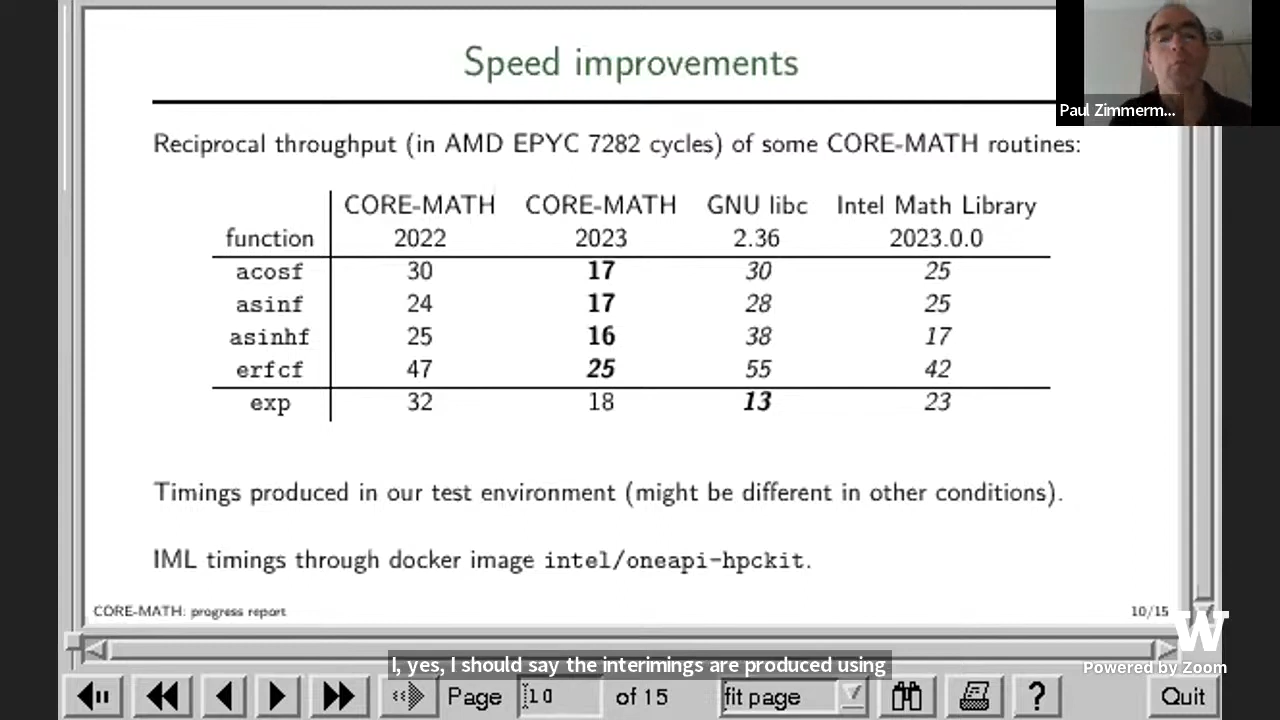 Speed improvements
Paul Zimmerm...
Reciprocal throughput (in AMD EPYC 7282 cycles) of some CORE-MATH routines:
CORE-MATH CORE-MATH GNU libc Intel Math Library
function 2022 2023 2.36 2023.0.0
acosf 30 17 30 25
asinf 24 17 28 25
asinhf 25 16 38 17
erfcf 47 25 55 42
exp 32 18 13 23
Timings produced in our test environment (might be different in other conditions).
IML timings through docker image intel/oneapi-hpckit.
CORE-MATH: progress report 10/15
W
I, yes, I should say the interimings are produced using
Powered by Zoom
Page 10 of 15 fit page ? Quit